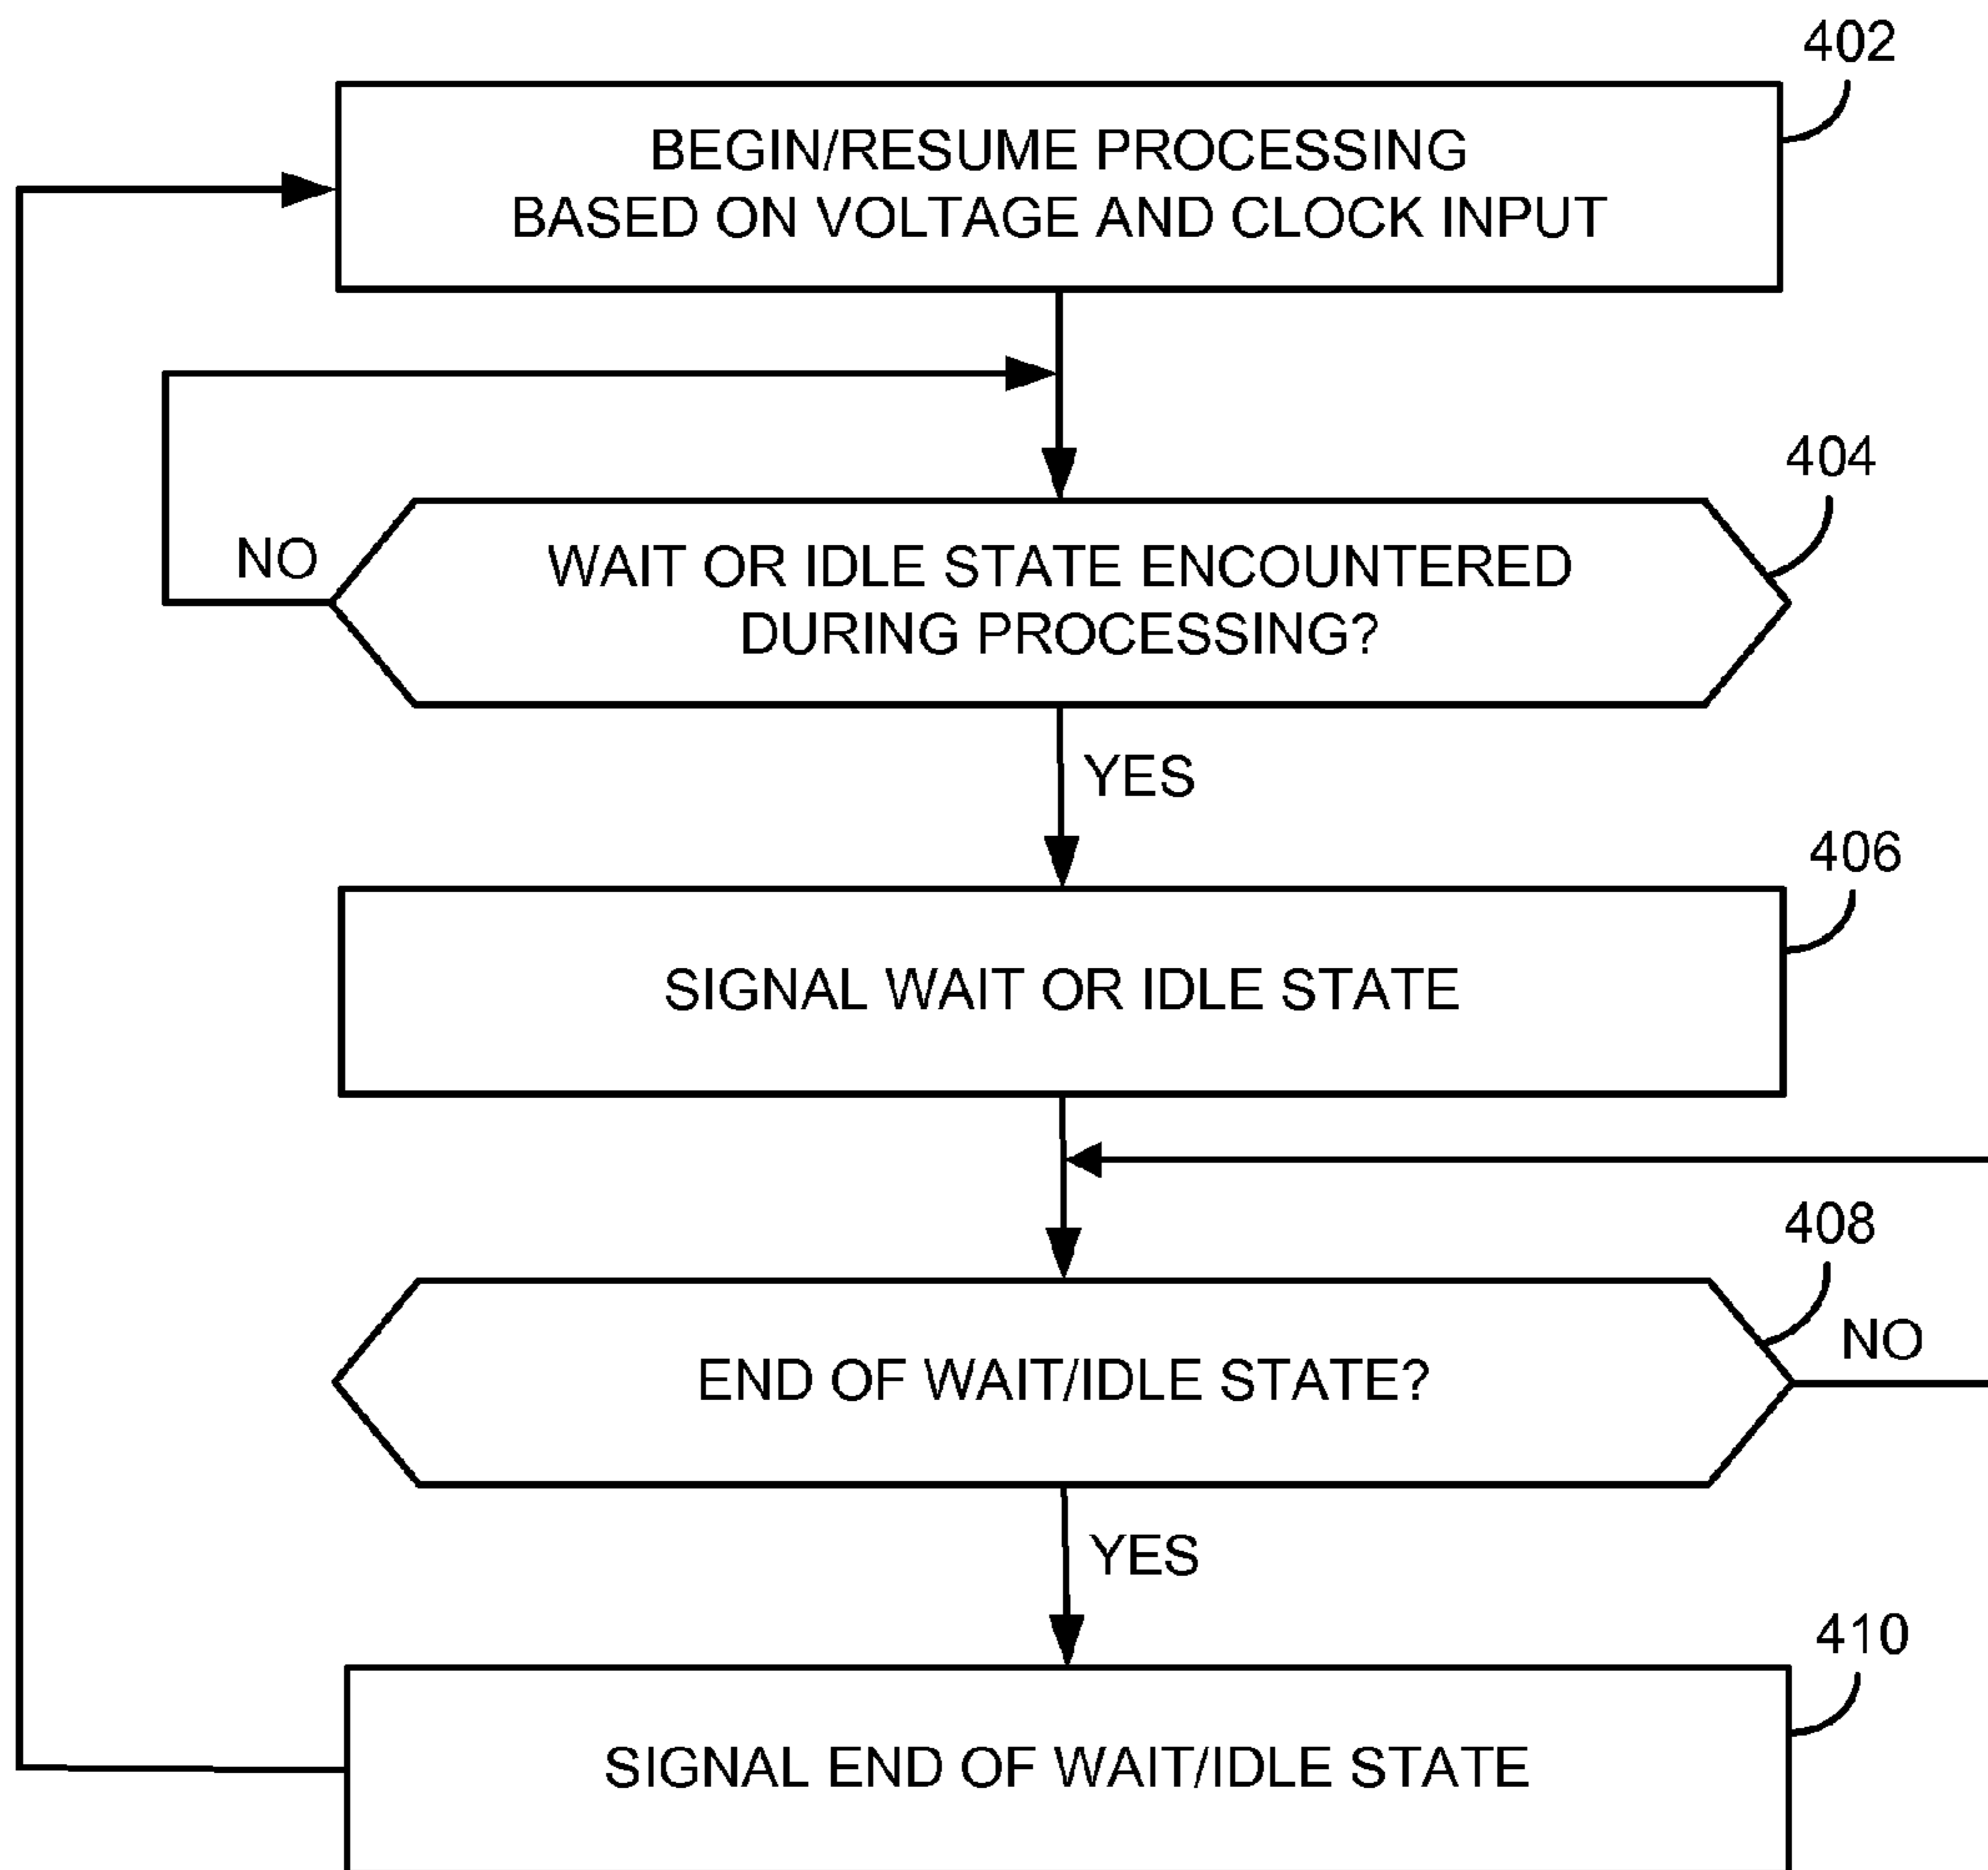 402
BEGIN/RESUME PROCESSING
BASED ON VOLTAGE AND CLOCK INPUT
404
NO
WAIT OR IDLE STATE ENCOUNTERED
DURING PROCESSING?
YES
406
SIGNAL WAIT OR IDLE STATE
408
NO
END OF WAIT/IDLE STATE?
YES
410
SIGNAL END OF WAIT/IDLE STATE